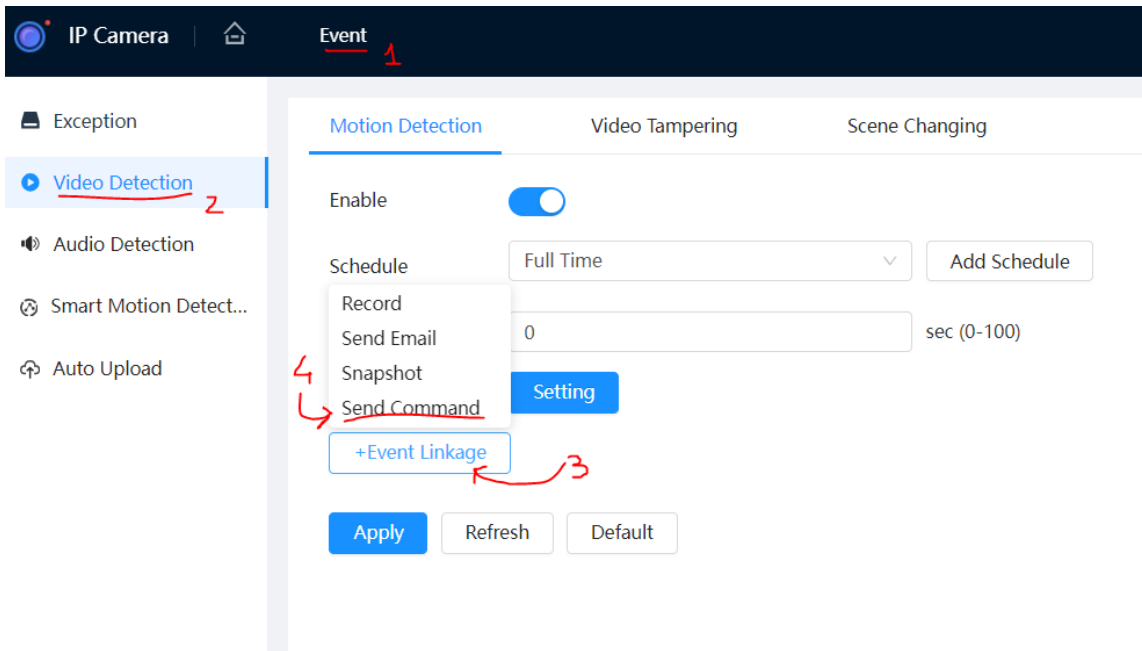 IP Camera Event 1
Exception
Motion Detection Video Tampering Scene Changing
Video Detection 2
Enable
Audio Detection
Schedule Full Time Add Schedule
Smart Motion Detect...
Record
Send Email 0 sec (0-100)
Auto Upload
Snapshot
4 Setting
Send Command
+Event Linkage 3
Apply Refresh Default